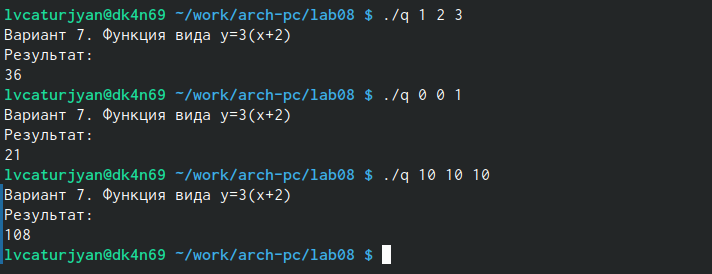 lvcaturjyan@dk4n69 ~/work/arch-pc/lab08 $ ./q 1 2 3
Вариант 7. Функция вида y=3(x+2)
Результат:
36
lvcaturjyan@dk4n69 ~/work/arch-pc/lab08 $ ./q 0 0 1
Вариант 7. Функция вида y=3(x+2)
Результат:
21
lvcaturjyan@dk4n69 ~/work/arch-pc/lab08 $ ./q 10 10 10
Вариант 7. Функция вида y=3(x+2)
Результат:
108
lvcaturjyan@dk4n69 ~/work/arch-pc/lab08 $